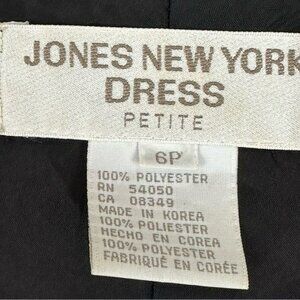 JONES NEW YORK
DRESS
PETITE
6P
100% POLYESTER
RN 54050
CA 08349
MADE IN KOREA
100% POLIESTER
HECHO EN COREA
100% POLYESTER
FABRIQUÉ EN CORÉE